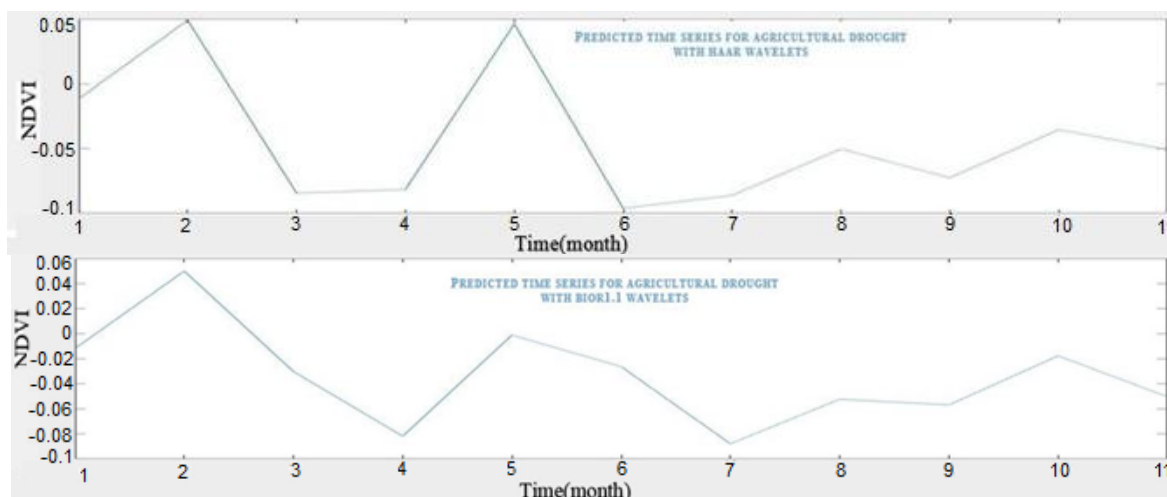 0.05
PREDICTED TIME SERIES FOR AGRICULTURAL DROUGHT
WITH HAAR WAVELETS
0
NDVI
-0.05
-0.1
1 2 3 4 5 6 7 8 9 10 1
Time(month)
0.06
0.04
PREDICTED TIME SERIES FOR AGRICULTURAL DROUGHT
WITH BIOR1.1 WAVELETS
0.02
0
NDVI
-0.02
-0.04
-0.06
-0.08
-0.1
1 2 3 4 5 6 7 8 9 10 11
Time(month)